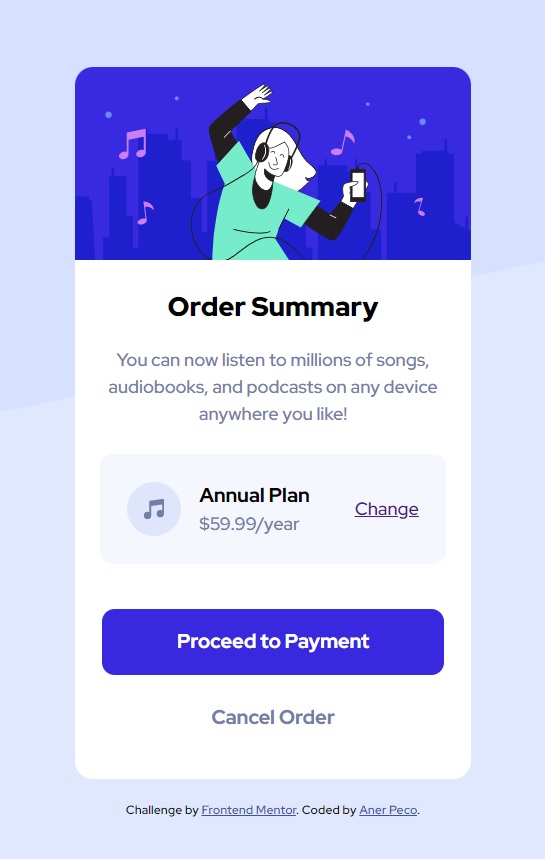 Order Summary
You can now listen to millions of songs,
audiobooks, and podcasts on any device
anywhere you like!
Annual Plan
$59.99/year
Change
Proceed to Payment
Cancel Order
Challenge by Frontend Mentor. Coded by Aner Peco.